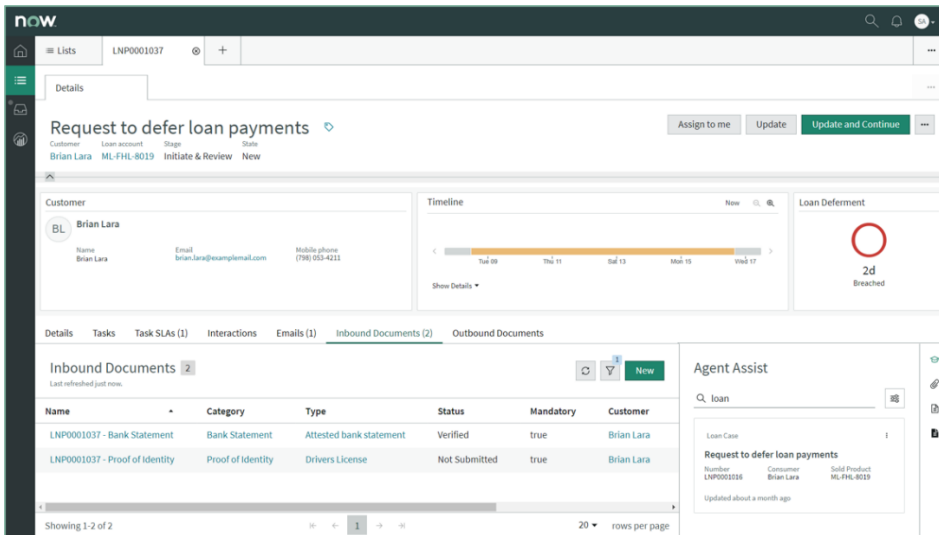 now
SA
Lists
LNP0001037
Details
Request to defer loan payments
Assign to me
Update
Update and Continue
Customer Loan account Stage State
Brian Lara ML-FHL-8019 Initiate & Review New
Customer
BL
Brian Lara
Name Email Mobile phone
Brian Lara brian.lara@examplemail.com (798) 053-4211
Timeline
Now
Tue 09 Thu 11 Sat 13 Mon 15 Wed 17
Show Details
Loan Deferment
2d
Breached
Details Tasks Task SLAs (1) Interactions Emails (1) Inbound Documents (2) Outbound Documents
Inbound Documents 2
Last refreshed just now.
1
New
Name Category Type Status Mandatory Customer
LNP0001037 - Bank Statement Bank Statement Attested bank statement Verified true Brian Lara
LNP0001037 - Proof of Identity Proof of Identity Drivers License Not Submitted true Brian Lara
Showing 1-2 of 2
1
20 rows per page
Agent Assist
loan
Loan Case
Request to defer loan payments
Number Consumer Sold Product
LNP0001016 Brian Lara ML-FHL-8019
Updated about a month ago